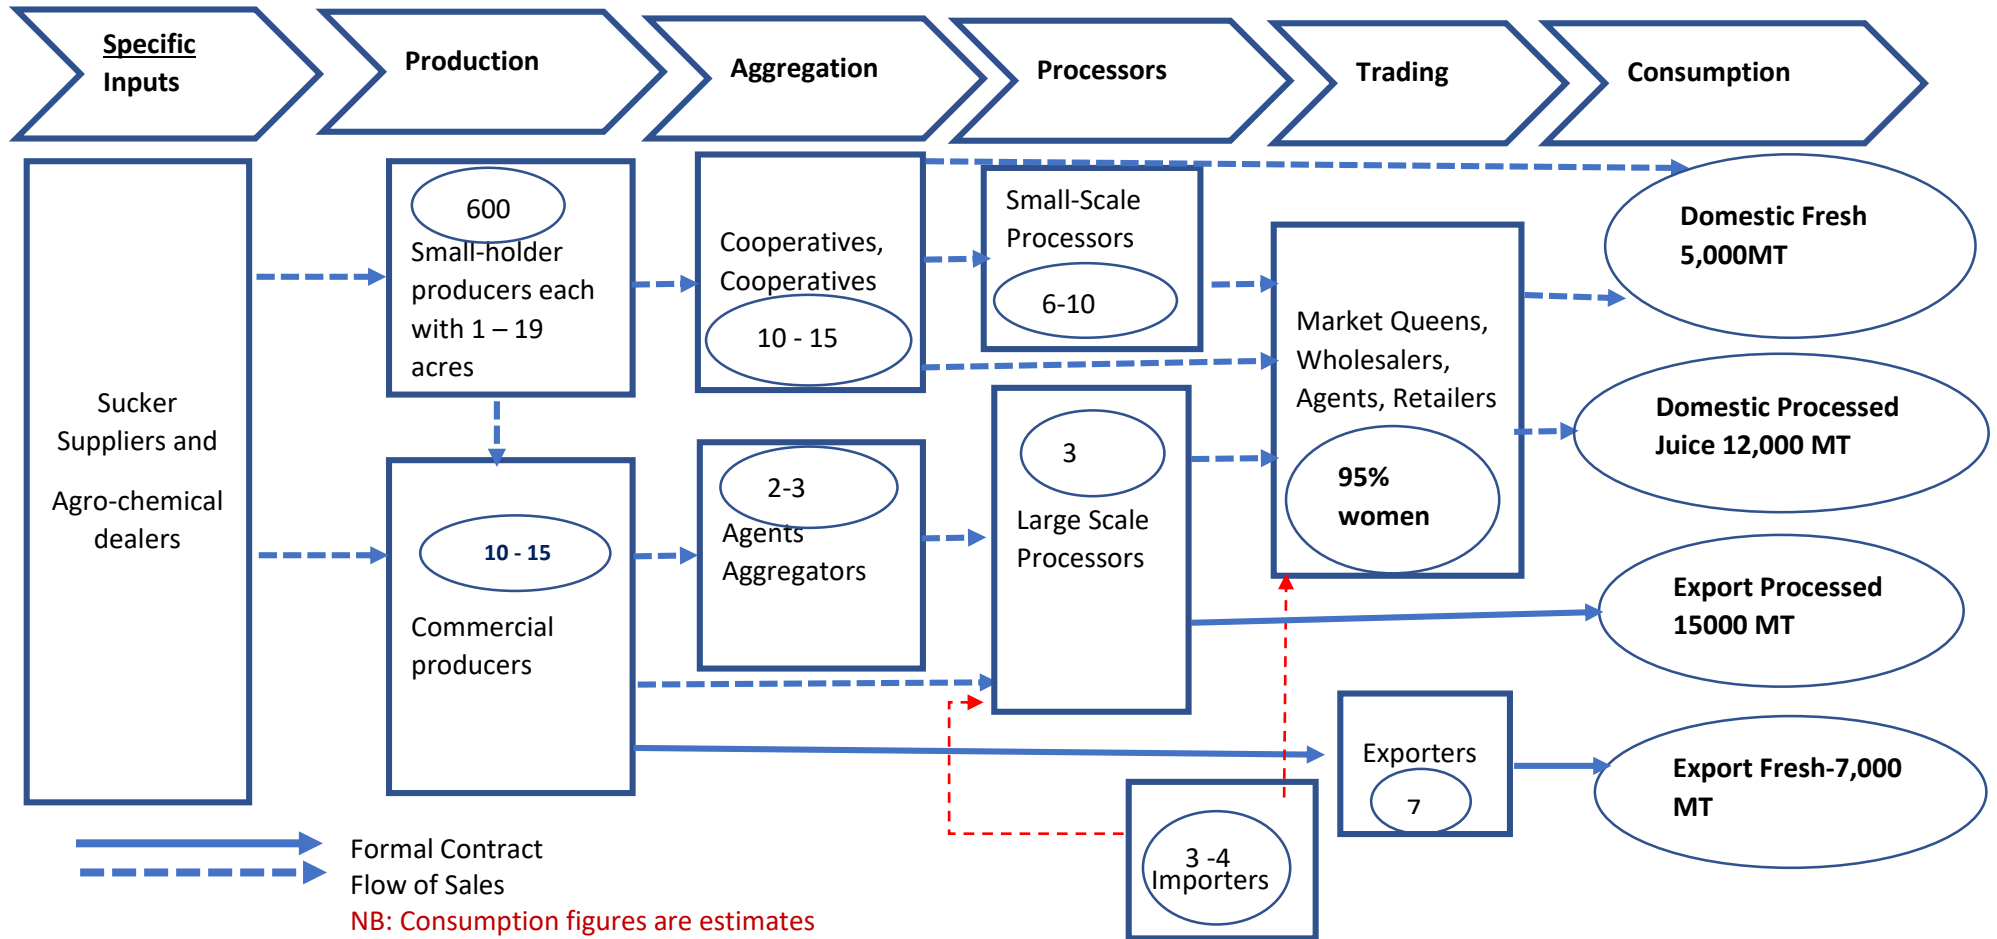 Specific
Inputs
Production
Aggregation
Processors
Trading
Consumption
Sucker
Suppliers and
Agro-chemical
dealers
600
Small-holder
producers each
with 1 – 19
acres
10 - 15
Commercial
producers
Cooperatives,
Cooperatives
10 - 15
2-3
Agents
Aggregators
Small-Scale
Processors
6-10
3
Large Scale
Processors
Market Queens,
Wholesalers,
Agents, Retailers
95%
women
Exporters
7
3 -4
Importers
Domestic Fresh
5,000MT
Domestic Processed
Juice 12,000 MT
Export Processed
15000 MT
Export Fresh-7,000
MT
Formal Contract
Flow of Sales
NB: Consumption figures are estimates